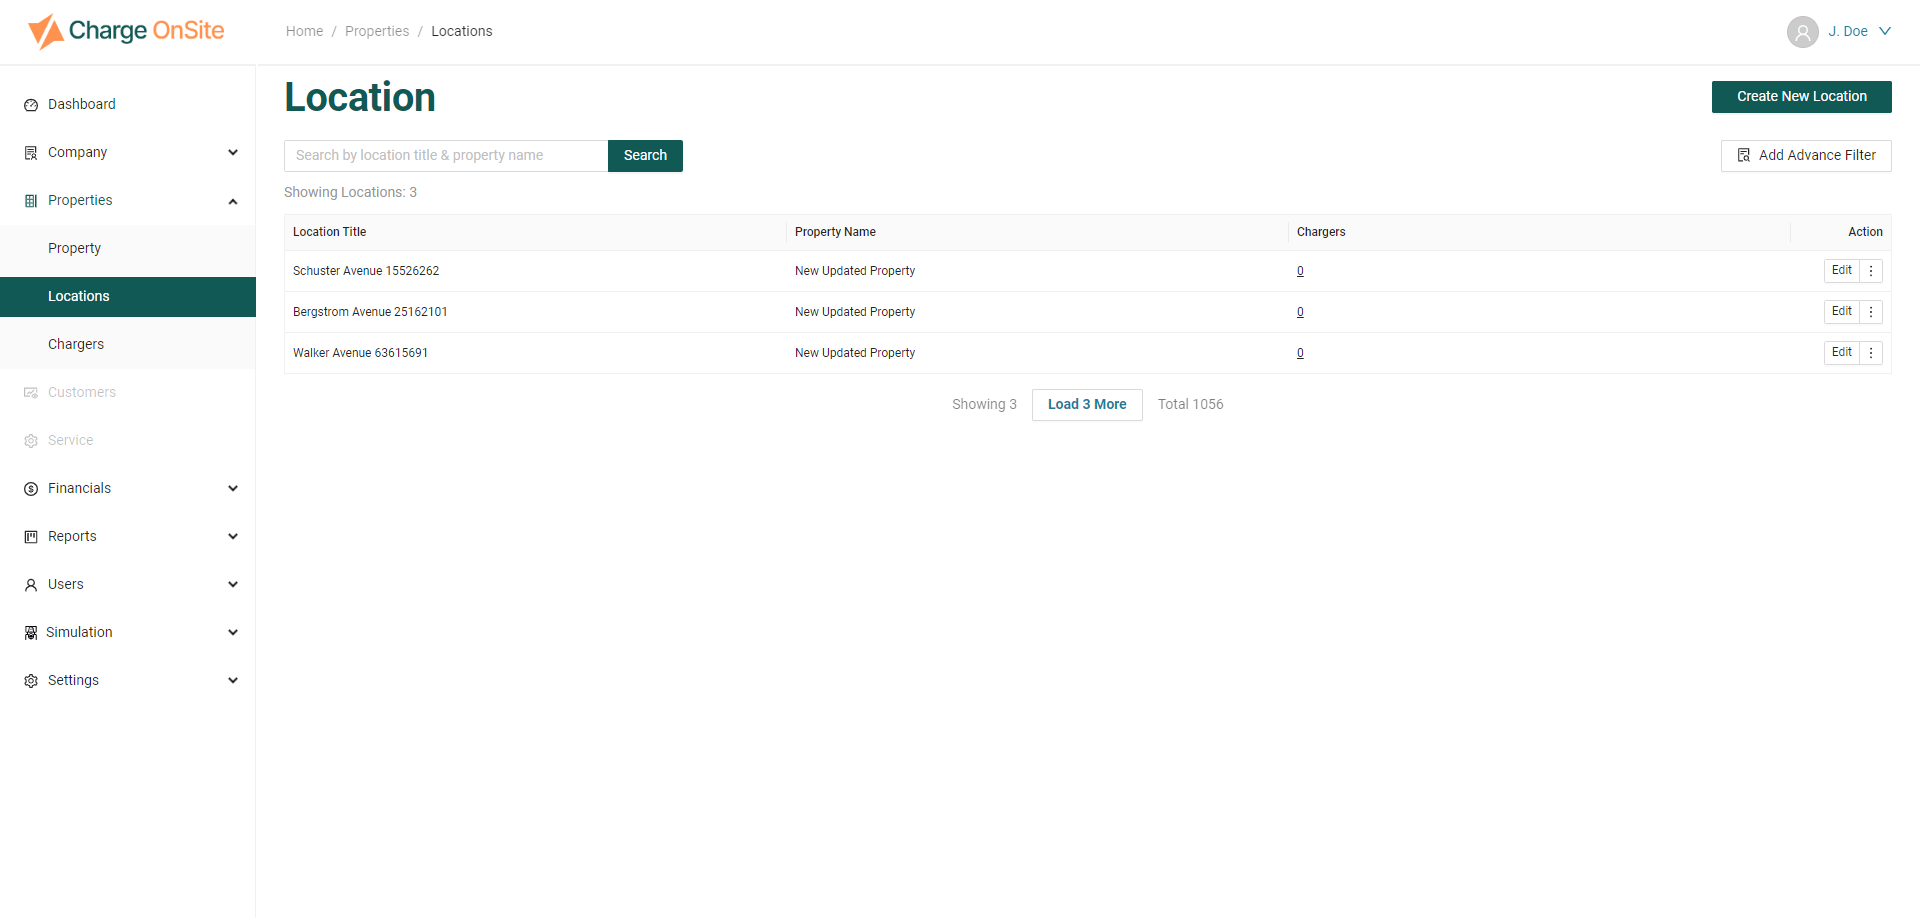 Charge OnSite
Home / Properties / Locations
J. Doe
Dashboard
Company
Properties
Property
Locations
Chargers
Customers
Service
Financials
Reports
Users
Simulation
Settings
Location
Create New Location
Search by location title & property name
Search
Add Advance Filter
Showing Locations: 3
Location Title Property Name Chargers Action
Schuster Avenue 15526262 New Updated Property 0 Edit
Bergstrom Avenue 25162101 New Updated Property 0 Edit
Walker Avenue 63615691 New Updated Property 0 Edit
Showing 3 Load 3 More Total 1056